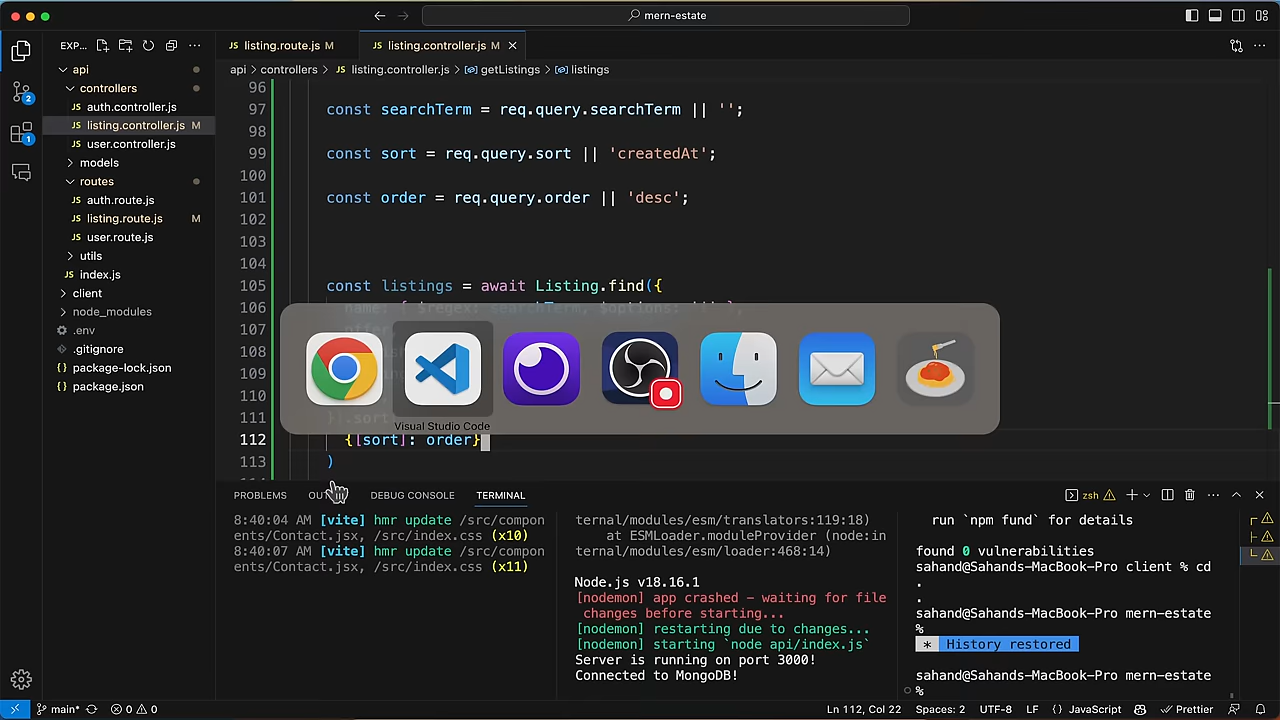 mern-estate
EXP...
api
controllers
auth.controller.js
listing.controller.js M
user.controller.js
models
routes
auth.route.js
listing.route.js M
user.route.js
utils
index.js
client
node_modules
.env
.gitignore
package-lock.json
package.json
2
1
JS listing.route.js M
JS listing.controller.js M
api > controllers > JS listing.controller.js > getListings > listings
96
97 const searchTerm = req.query.searchTerm || '';
98
99 const sort = req.query.sort || 'createdAt';
100
101 const order = req.query.order || 'desc';
102
103
104
105 const listings = await Listing.find({
106 name: { $regex: searchTerm, $options:
107
108
109
110
111
Visual Studio Code
112 {[sort]: order}
113 )
PROBLEMS
DEBUG CONSOLE
TERMINAL
zsh
8:40:04 AM [vite] hmr update /src/compon
ents/Contact.jsx, /src/index.css (x10)
8:40:07 AM [vite] hmr update /src/compon
ents/Contact.jsx, /src/index.css (x11)
ternal/modules/esm/translators:119:18)
at ESMLoader.moduleProvider (node:in
ternal/modules/esm/loader:468:14)
Node.js v18.16.1
[nodemon] app crashed – waiting for file
changes before starting...
[nodemon] restarting due to changes...
[nodemon] starting `node api/index.js`
Server is running on port 3000!
Connected to MongoDB!
run `npm fund` for details
found 0 vulnerabilities
sahand@Sahands-MacBook-Pro client % cd
.
.
sahand@Sahands-MacBook-Pro mern-estate
%
* History restored
sahand@Sahands-MacBook-Pro mern-estate
%
main* 0 0
Ln 112, Col 22 Spaces: 2 UTF-8 LF {} JavaScript Prettier